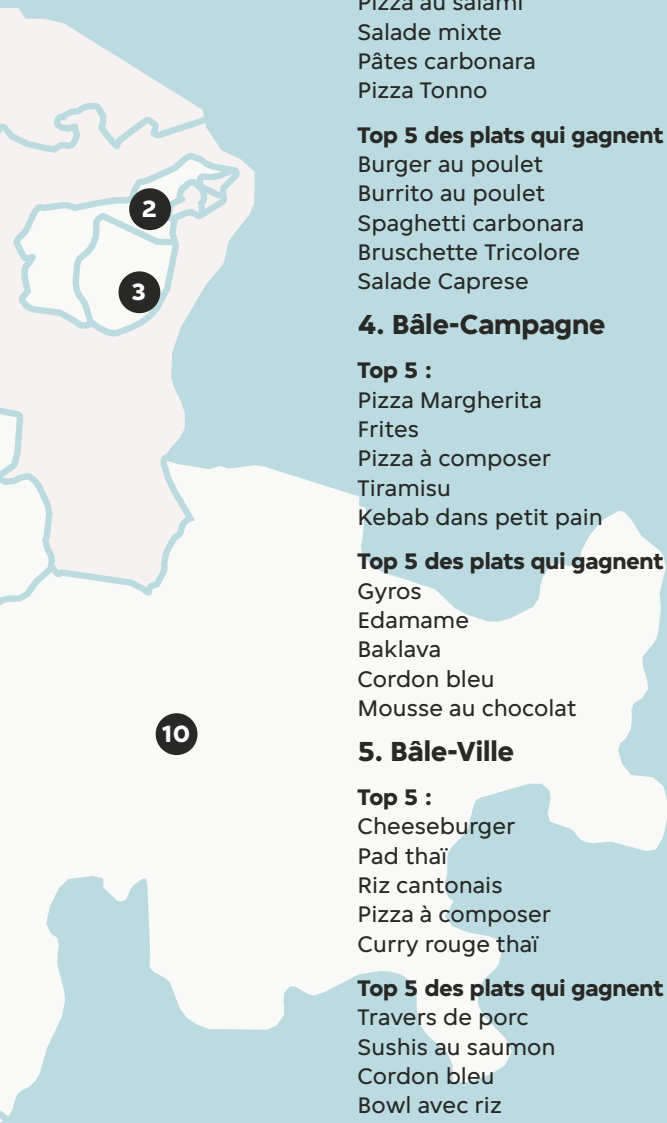 Pizza au salami
Salade mixte
Pâtes carbonara
Pizza Tonno
Top 5 des plats qui gagnent
Burger au poulet
Burrito au poulet
Spaghetti carbonara
Bruschette Tricolore
Salade Caprese
4. Bâle-Campagne
Top 5 :
Pizza Margherita
Frites
Pizza à composer
Tiramisu
Kebab dans petit pain
Top 5 des plats qui gagnent
Gyros
Edamame
Baklava
Cordon bleu
Mousse au chocolat
5. Bâle-Ville
Top 5 :
Cheeseburger
Pad thaï
Riz cantonais
Pizza à composer
Curry rouge thaï
Top 5 des plats qui gagnent
Travers de porc
Sushis au saumon
Cordon bleu
Bowl avec riz
2
3
10